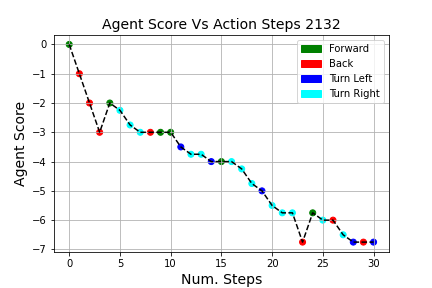 Agent Score Vs Action Steps 2132
Agent Score
0
−1
−2
−3
−4
−5
−6
−7
Forward
Back
Turn Left
Turn Right
0 5 10 15 20 25 30
Num. Steps